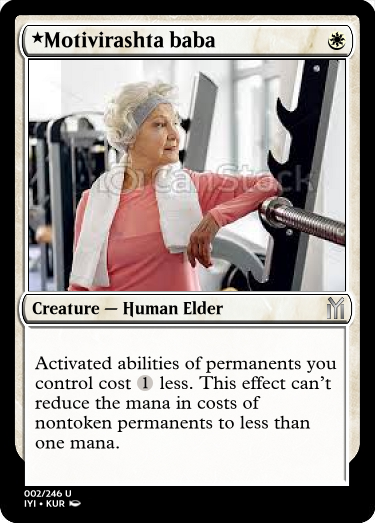 ★Motivirashta baba
CanStock
Creature — Human Elder
Activated abilities of permanents you
control cost 1 less. This effect can't
reduce the mana in costs of
nontoken permanents to less than
one mana.
002/246 U
IYI • KUR